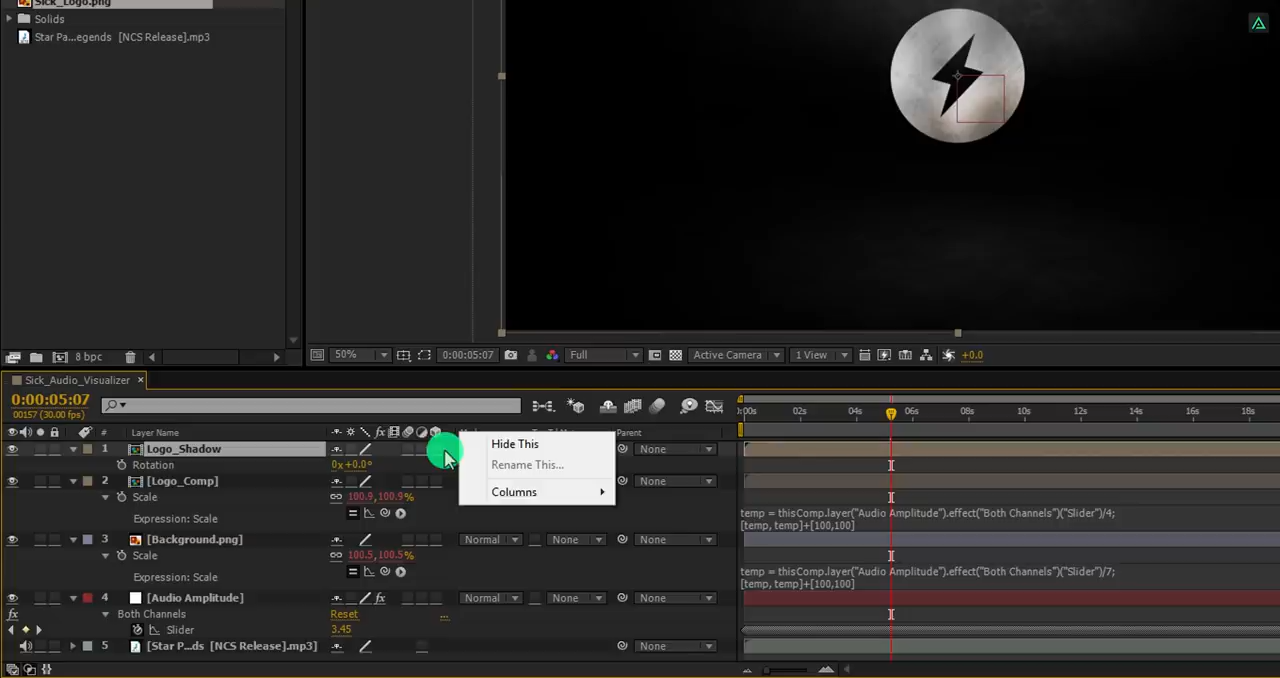 Sick_Logo.png
Solids
Star Pa...egends [NCS Release].mp3
8 bpc
50%
0:00:05:07
Full
Active Camera
1 View
+0.0
Sick_Audio_Visualizer ×
0:00:05:07
00157 (30.00 fps)
# Layer Name
Parent
:00s 02s 04s 06s 08s 10s 12s 14s 16s 18s
1 Logo_Shadow
None
Rotation
0x+0.0°
2 [Logo_Comp]
None
Scale
100.9,100.9%
Expression: Scale
temp = thisComp.layer("Audio Amplitude").effect("Both Channels")("Slider")/4;
[temp, temp]+[100,100]
3 [Background.png]
Normal None None
Scale
100.5,100.5%
Expression: Scale
temp = thisComp.layer("Audio Amplitude").effect("Both Channels")("Slider")/7;
[temp, temp]+[100,100]
4 [Audio Amplitude]
fx
Normal None None
fx
Both Channels
Reset
...
Slider
3.45
5 [Star P...ds [NCS Release].mp3]
None
Hide This
Rename This...
Columns